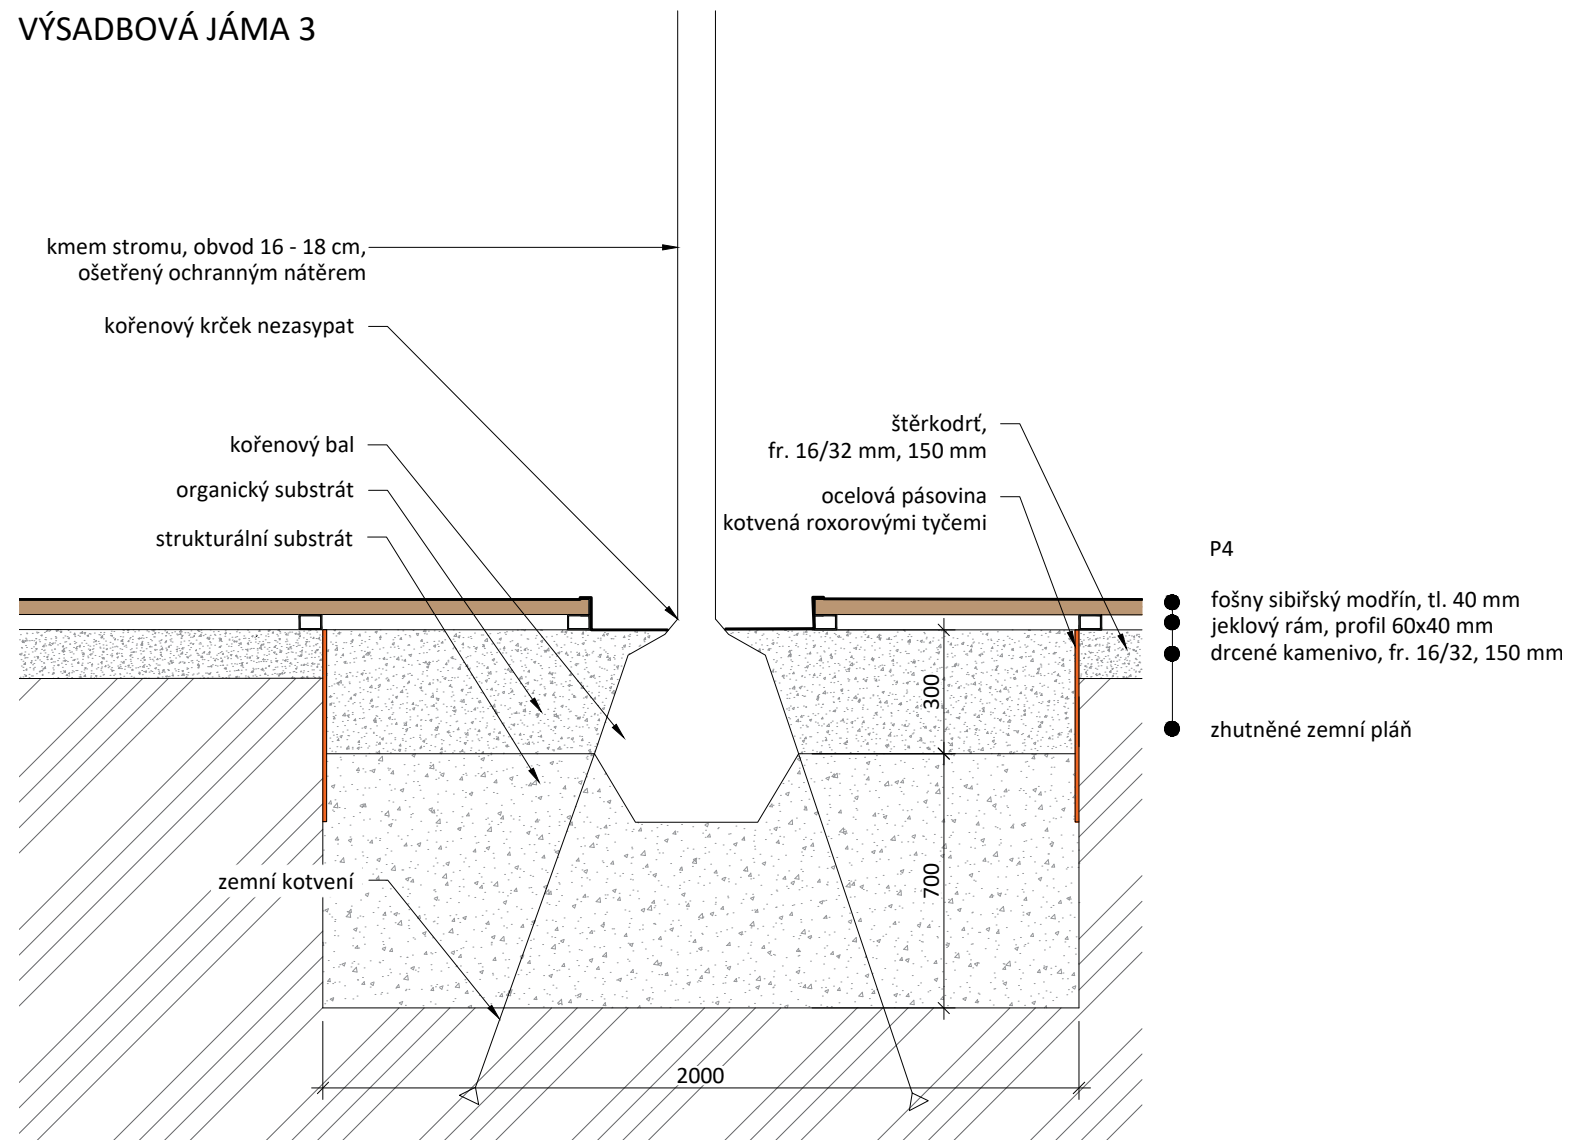 VÝSADBOVÁ JÁMA 3
kmem stromu, obvod 16 - 18 cm,
ošetřený ochranným nátěrem
kořenový krček nezasypat
kořenový bal
organický substrát
strukturální substrát
zemní kotvení
štěrkodrť,
fr. 16/32 mm, 150 mm
ocelová pásovina
kotvená roxorovými tyčemi
P4
fošny sibiřský modřín, tl. 40 mm
jeklový rám, profil 60x40 mm
drcené kamenivo, fr. 16/32, 150 mm
zhutněné zemní pláň
300
700
2000